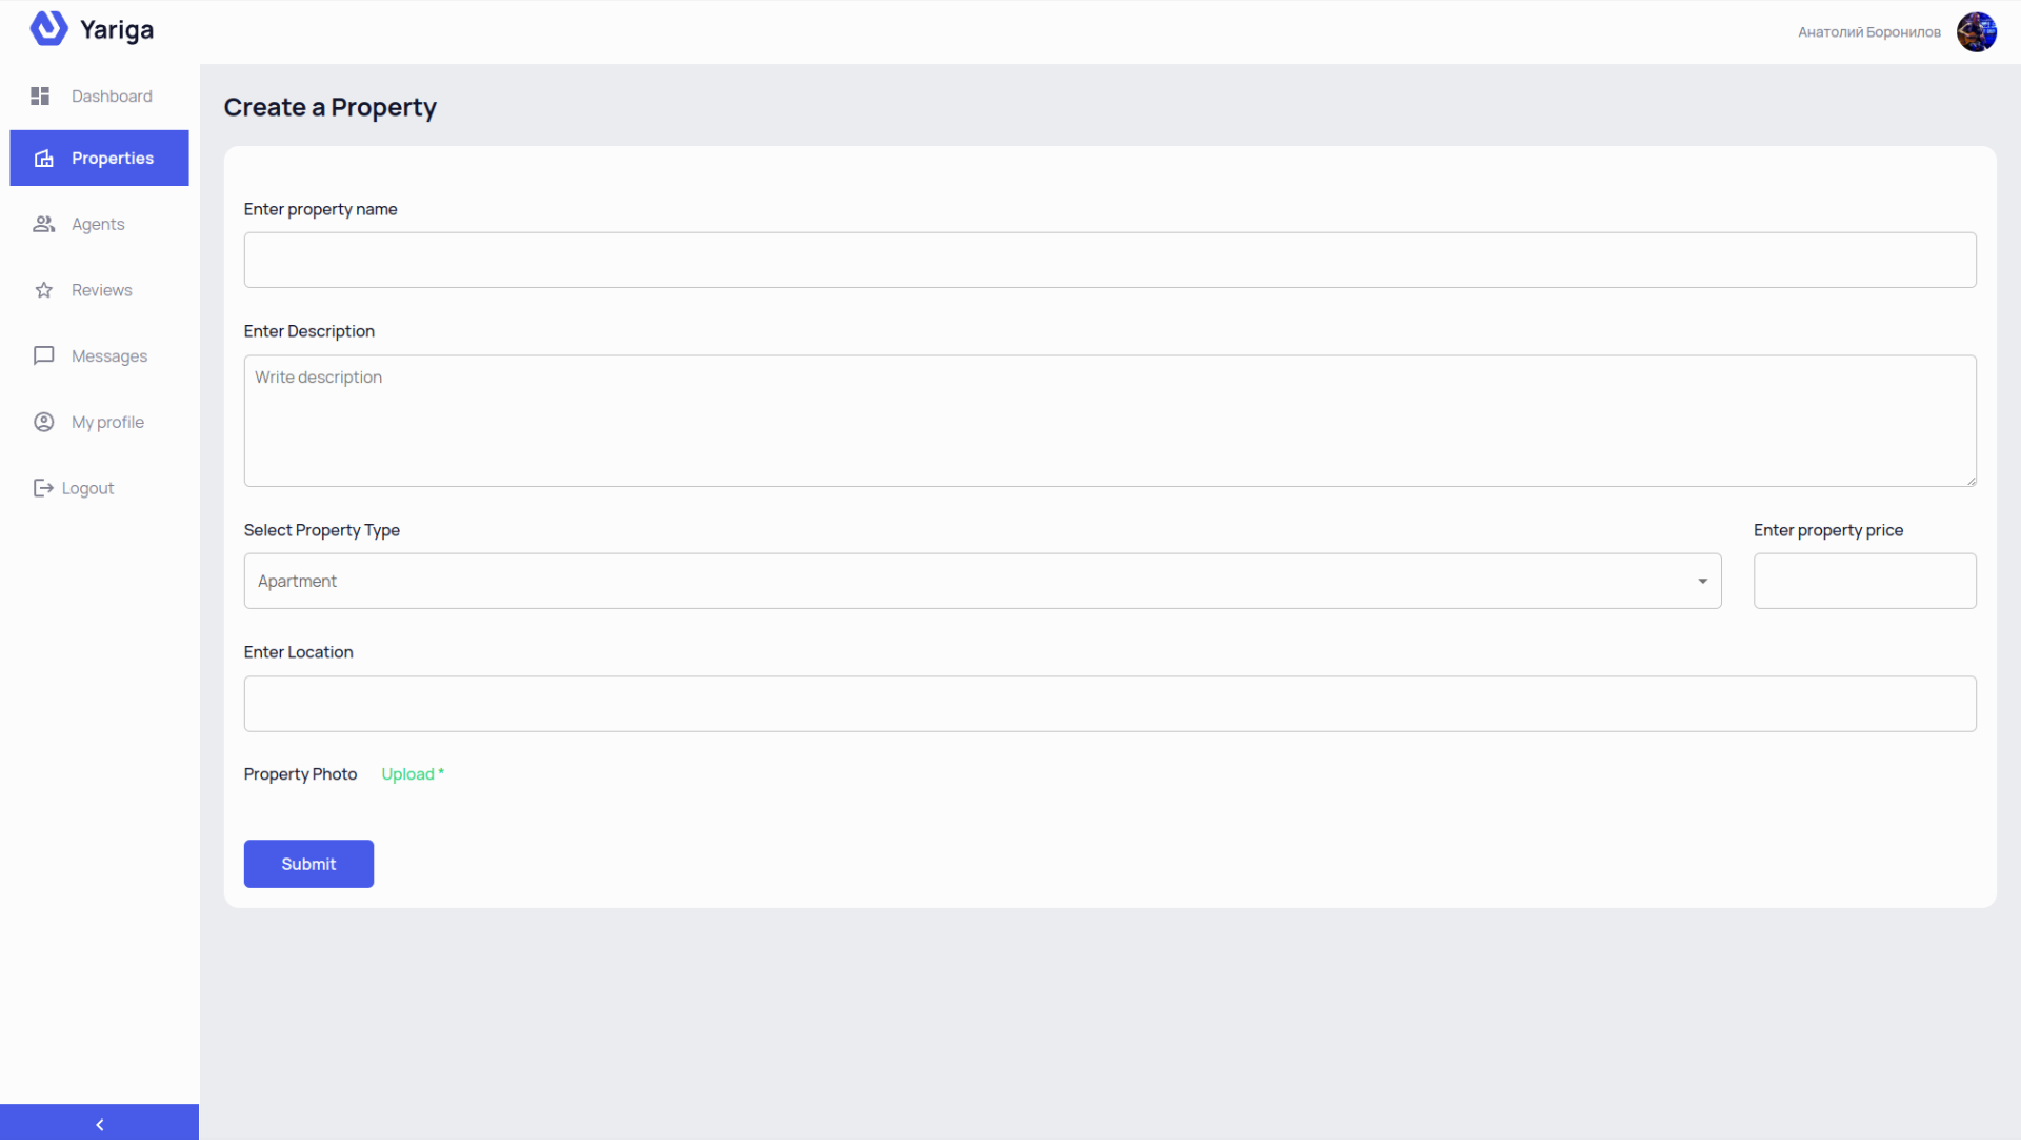 Yariga
Анатолий Боронилов
Dashboard
Properties
Agents
Reviews
Messages
My profile
Logout
Create a Property
Enter property name
Enter Description
Write description
Select Property Type
Enter property price
Apartment
Enter Location
Property Photo Upload *
Submit